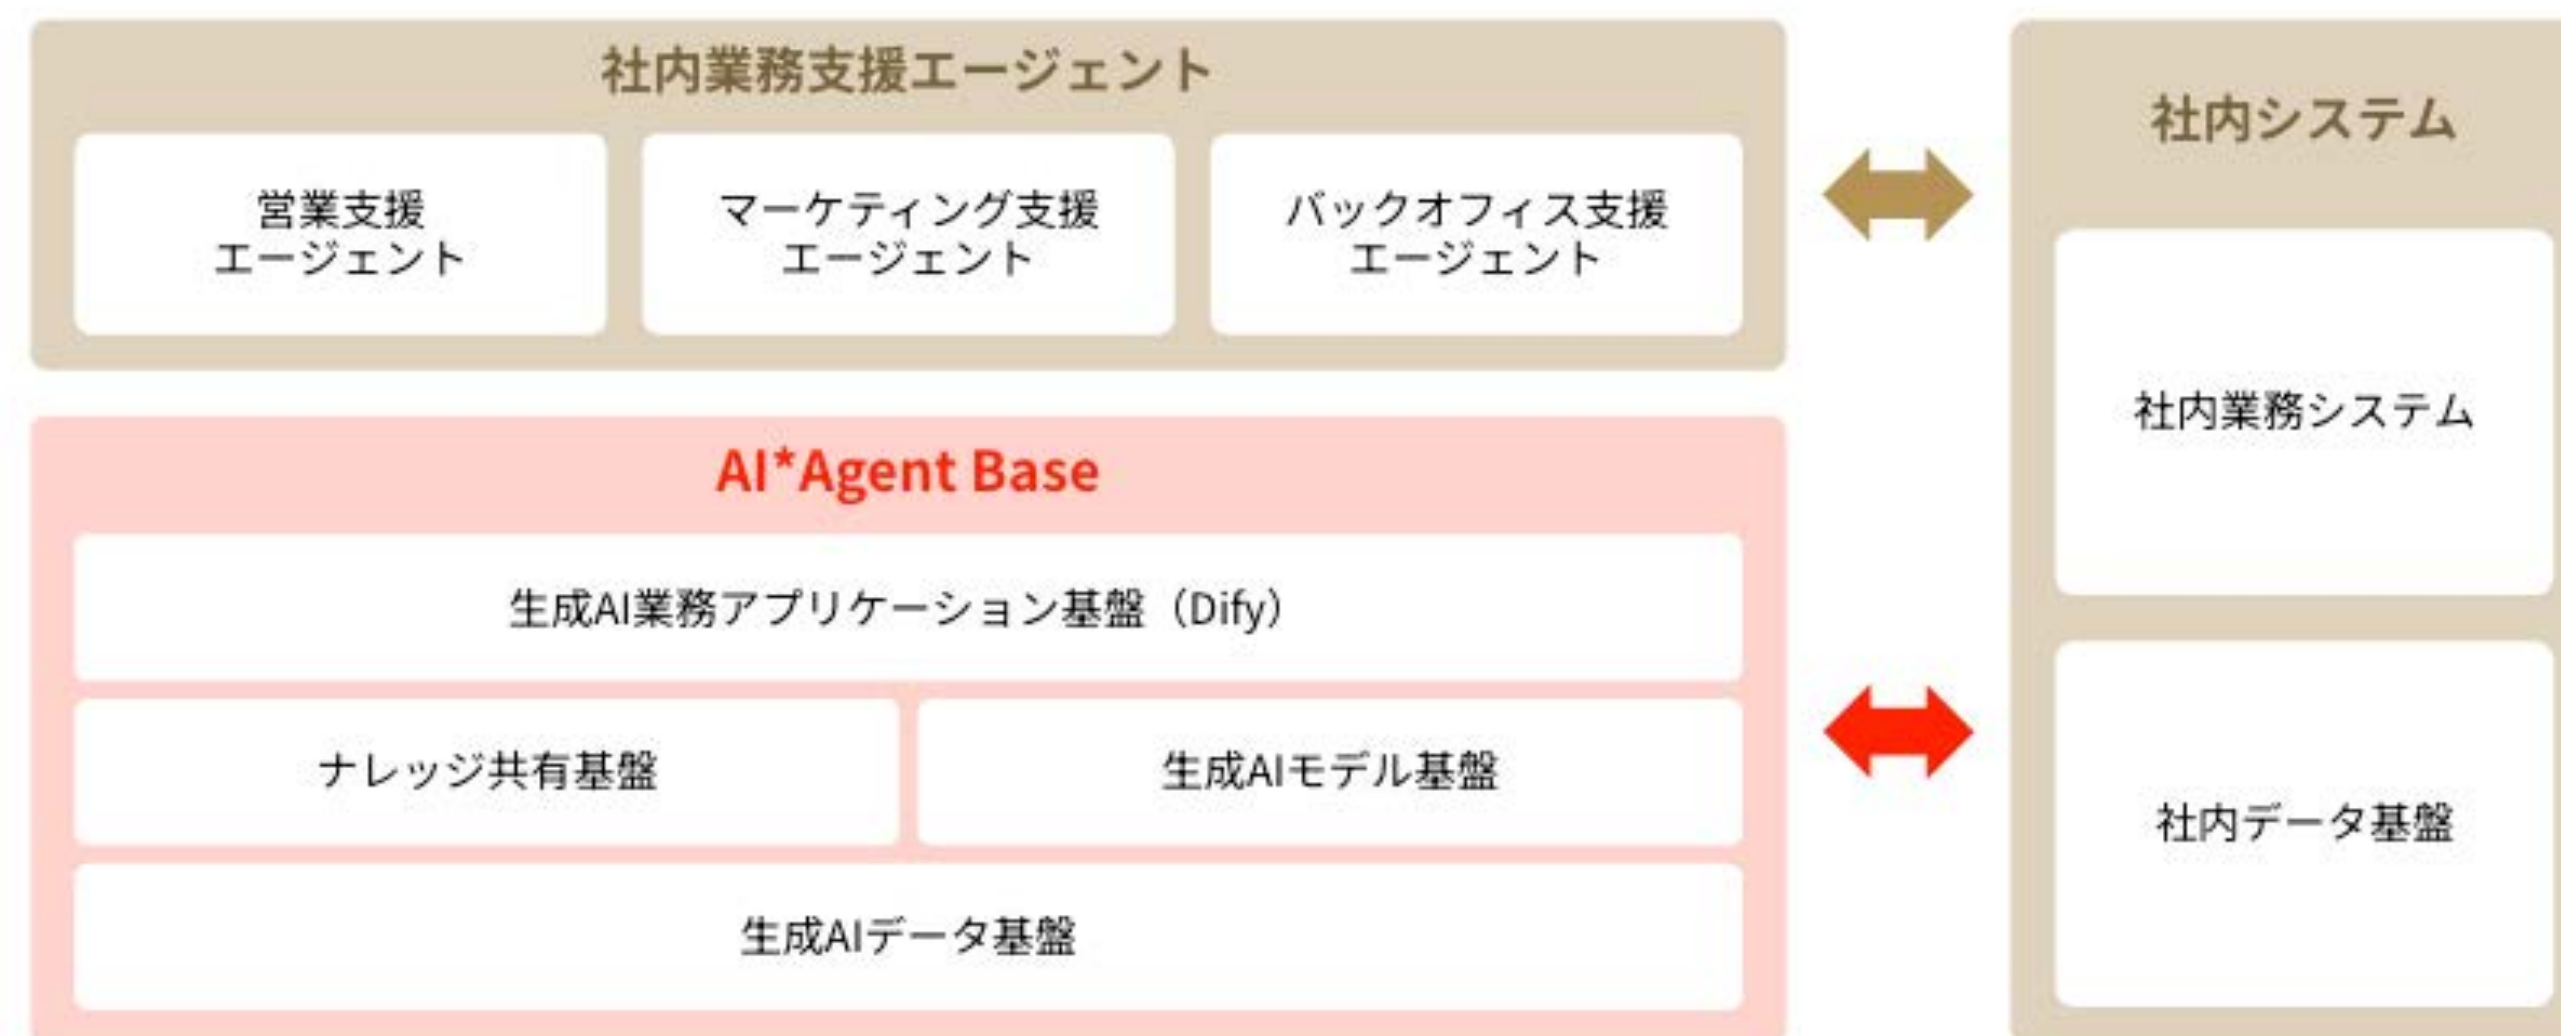 社内業務支援エージェント
営業支援
エージェント
マーケティング支援
エージェント
バックオフィス支援
エージェント
AI*Agent Base
生成AI業務アプリケーション基盤（Dify）
ナレッジ共有基盤
生成AIモデル基盤
生成AIデータ基盤
社内システム
社内業務システム
社内データ基盤